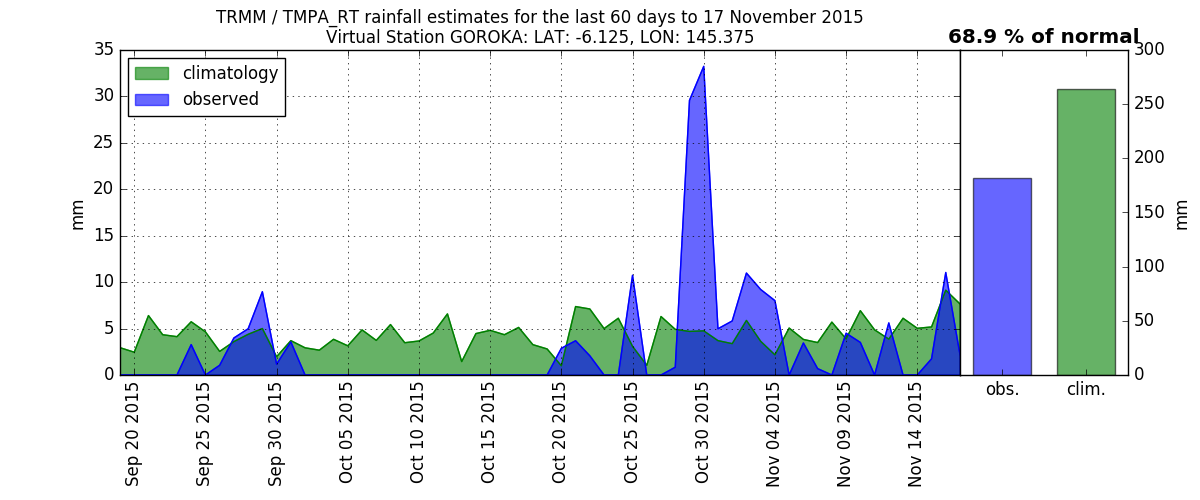 TRMM / TMPA_RT rainfall estimates for the last 60 days to 17 November 2015
Virtual Station GOROKA: LAT: -6.125, LON: 145.375
68.9 % of normal
climatology
observed
35
30
25
20
15
10
5
0
mm
Sep 20 2015
Sep 25 2015
Sep 30 2015
Oct 05 2015
Oct 10 2015
Oct 15 2015
Oct 20 2015
Oct 25 2015
Oct 30 2015
Nov 04 2015
Nov 09 2015
Nov 14 2015
obs.
clim.
300
250
200
150
100
50
0
mm